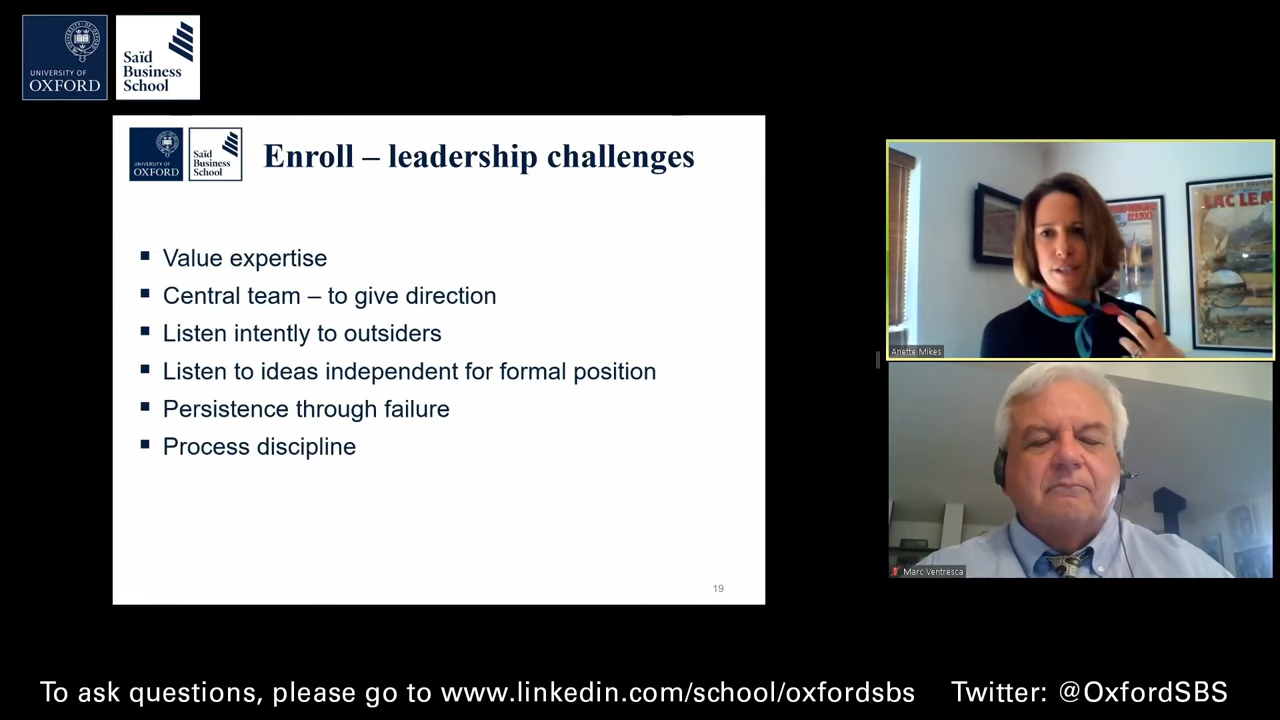 UNIVERSITY OF
OXFORD
Saïd
Business
School
UNIVERSITY OF
OXFORD
Saïd
Business
School
Enroll – leadership challenges
▪ Value expertise
▪ Central team – to give direction
▪ Listen intently to outsiders
▪ Listen to ideas independent for formal position
▪ Persistence through failure
▪ Process discipline
19
LAC LEM
Anette Mikes
Marc Ventresca
To ask questions, please go to www.linkedin.com/school/oxfordsbs Twitter: @OxfordSBS